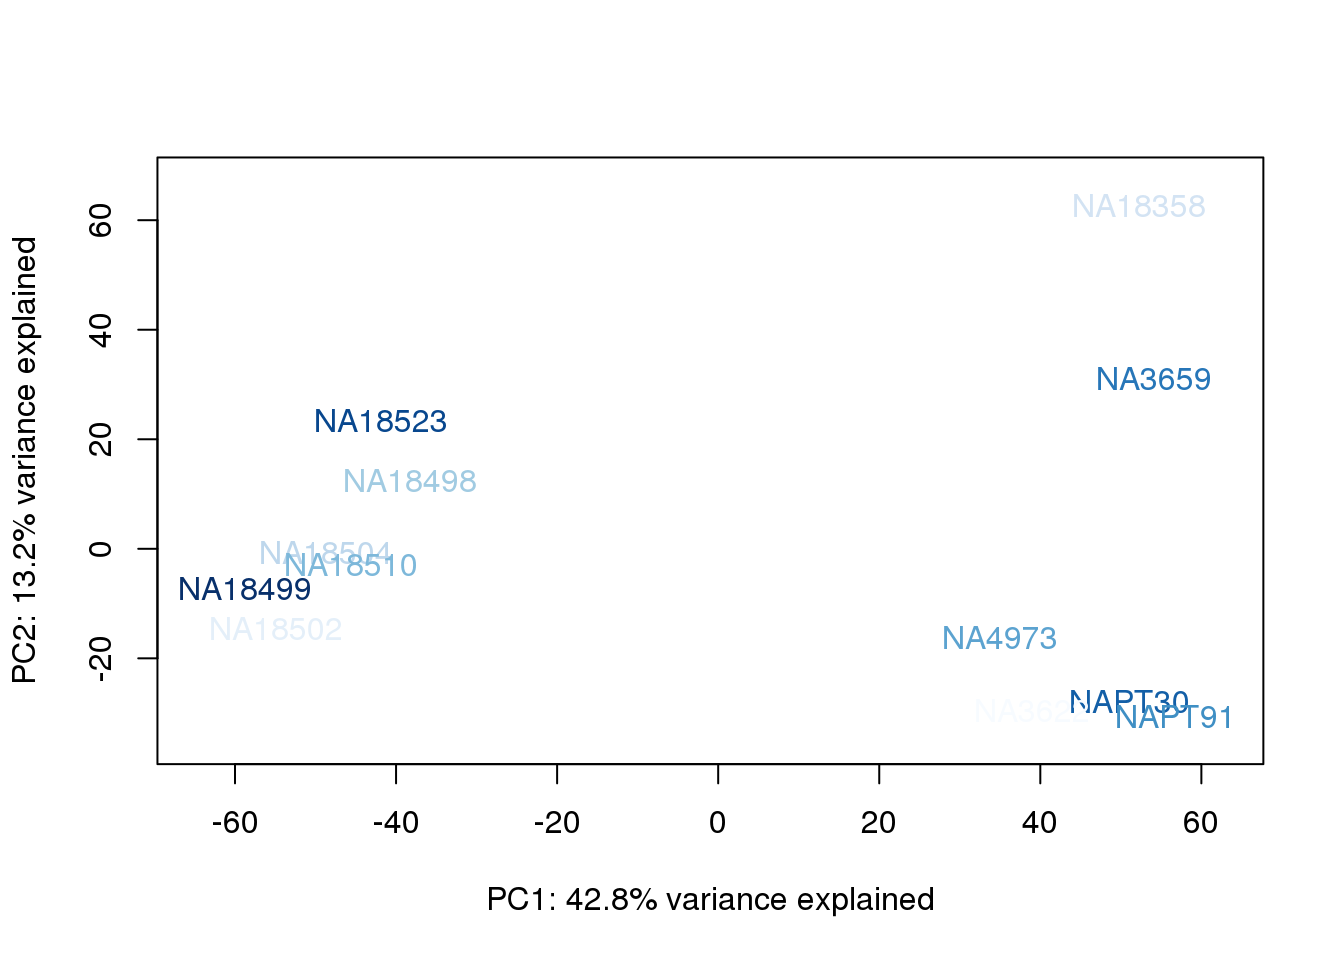 NA18358
60
40
NA3659
NA18523
20
NA18498
NA18504
0
NA18510
NA18499
NA18502
NA4973
-20
NAPT30
NAPT91
PC2: 13.2% variance explained
-60 -40 -20 0 20 40 60
PC1: 42.8% variance explained